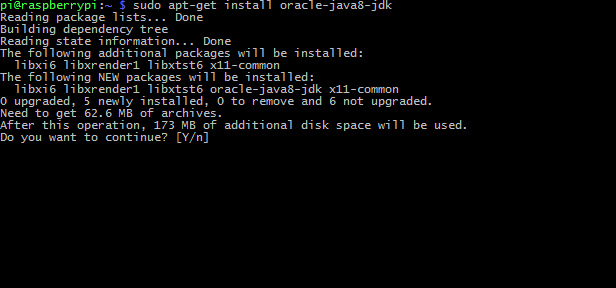 pi@raspberrypi:~ $ sudo apt-get install oracle-java8-jdk
Reading package lists... Done
Building dependency tree
Reading state information... Done
The following additional packages will be installed:
  libxi6 libxrender1 libxtst6 x11-common
The following NEW packages will be installed:
  libxi6 libxrender1 libxtst6 oracle-java8-jdk x11-common
0 upgraded, 5 newly installed, 0 to remove and 6 not upgraded.
Need to get 62.6 MB of archives.
After this operation, 173 MB of additional disk space will be used.
Do you want to continue? [Y/n]